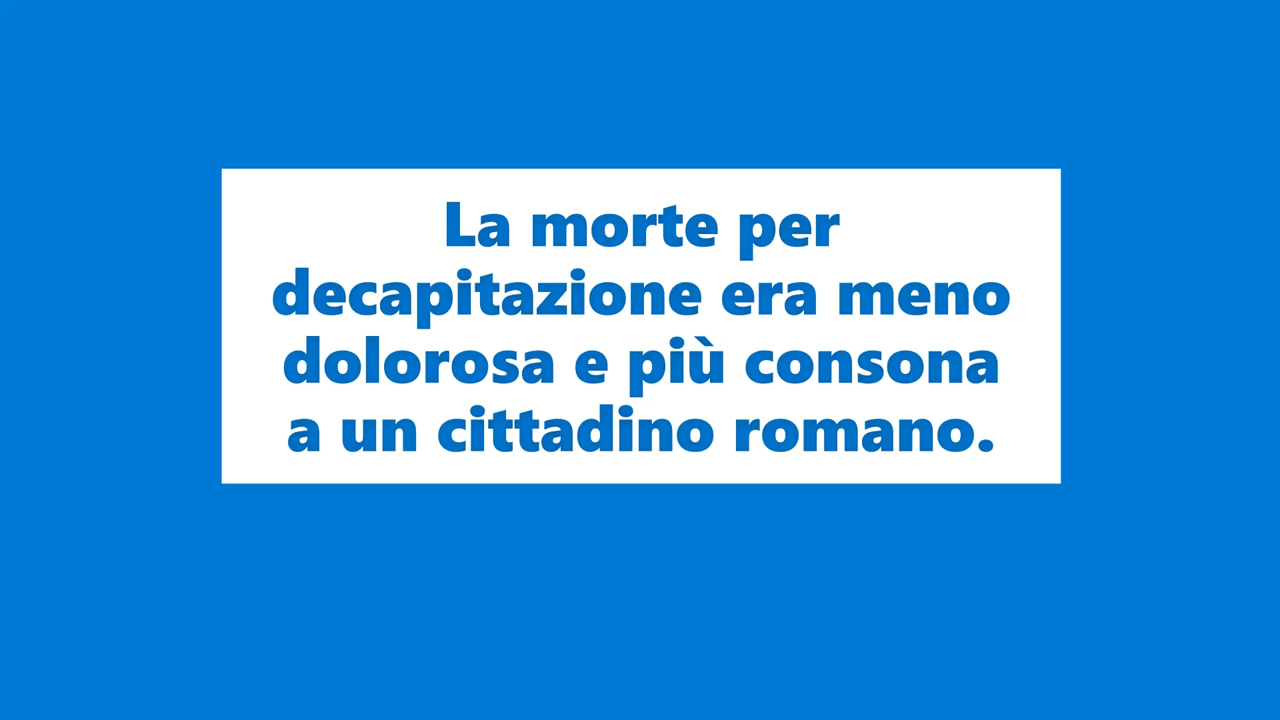 La morte per
decapitazione era meno
dolorosa e più consona
a un cittadino romano.